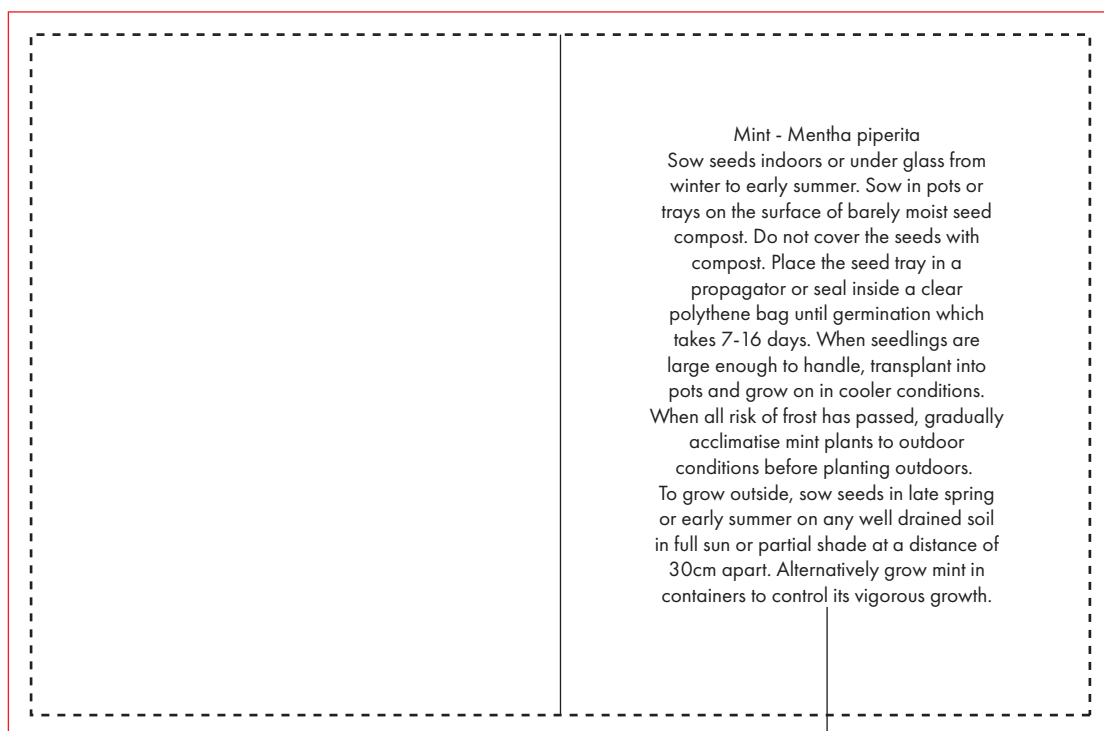 Mint - Mentha piperita
Sow seeds indoors or under glass from
winter to early summer. Sow in pots or
trays on the surface of barely moist seed
compost. Do not cover the seeds with
compost. Place the seed tray in a
propagator or seal inside a clear
polythene bag until germination which
takes 7-16 days. When seedlings are
large enough to handle, transplant into
pots and grow on in cooler conditions.
When all risk of frost has passed, gradually
acclimatise mint plants to outdoor
conditions before planting outdoors.
To grow outside, sow seeds in late spring
or early summer on any well drained soil
in full sun or partial shade at a distance of
30cm apart. Alternatively grow mint in
containers to control its vigorous growth.